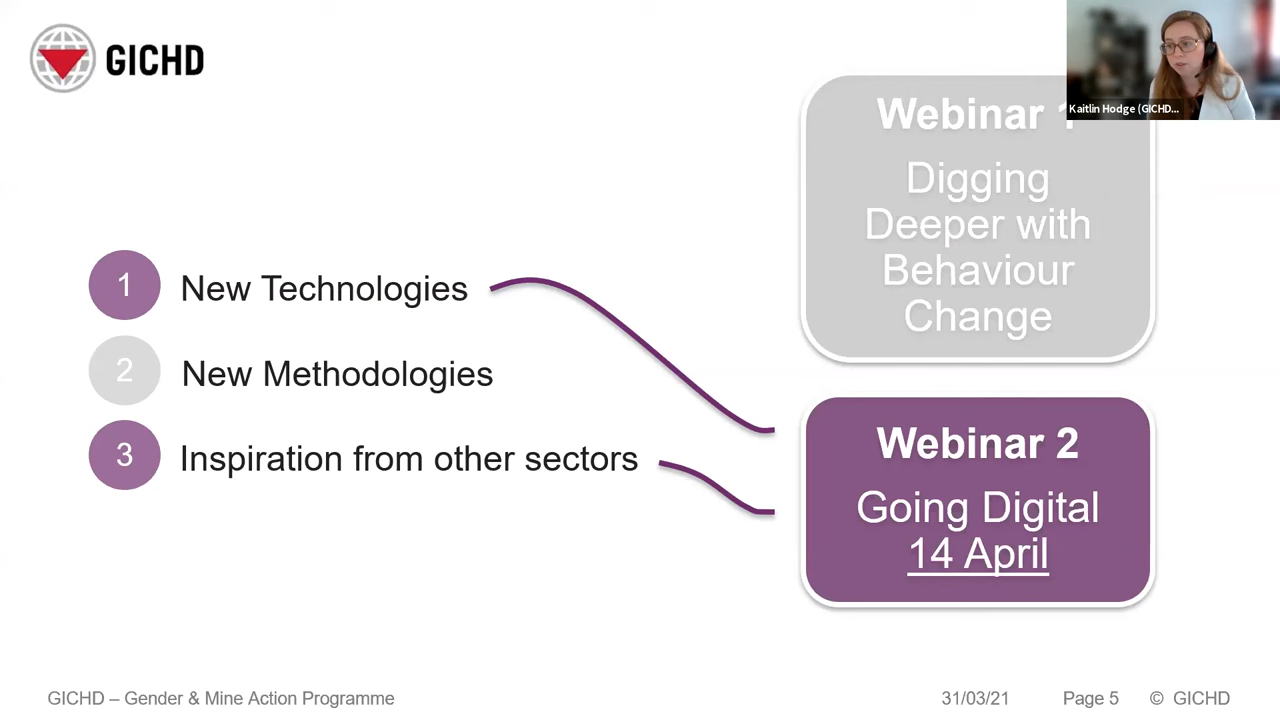 GICHD
Kaitlin Hodge (GICHD...
Webinar 1
Digging
Deeper with
Behaviour
Change
1 New Technologies
2 New Methodologies
3 Inspiration from other sectors
Webinar 2
Going Digital
14 April
GICHD – Gender & Mine Action Programme
31/03/21 Page 5 © GICHD